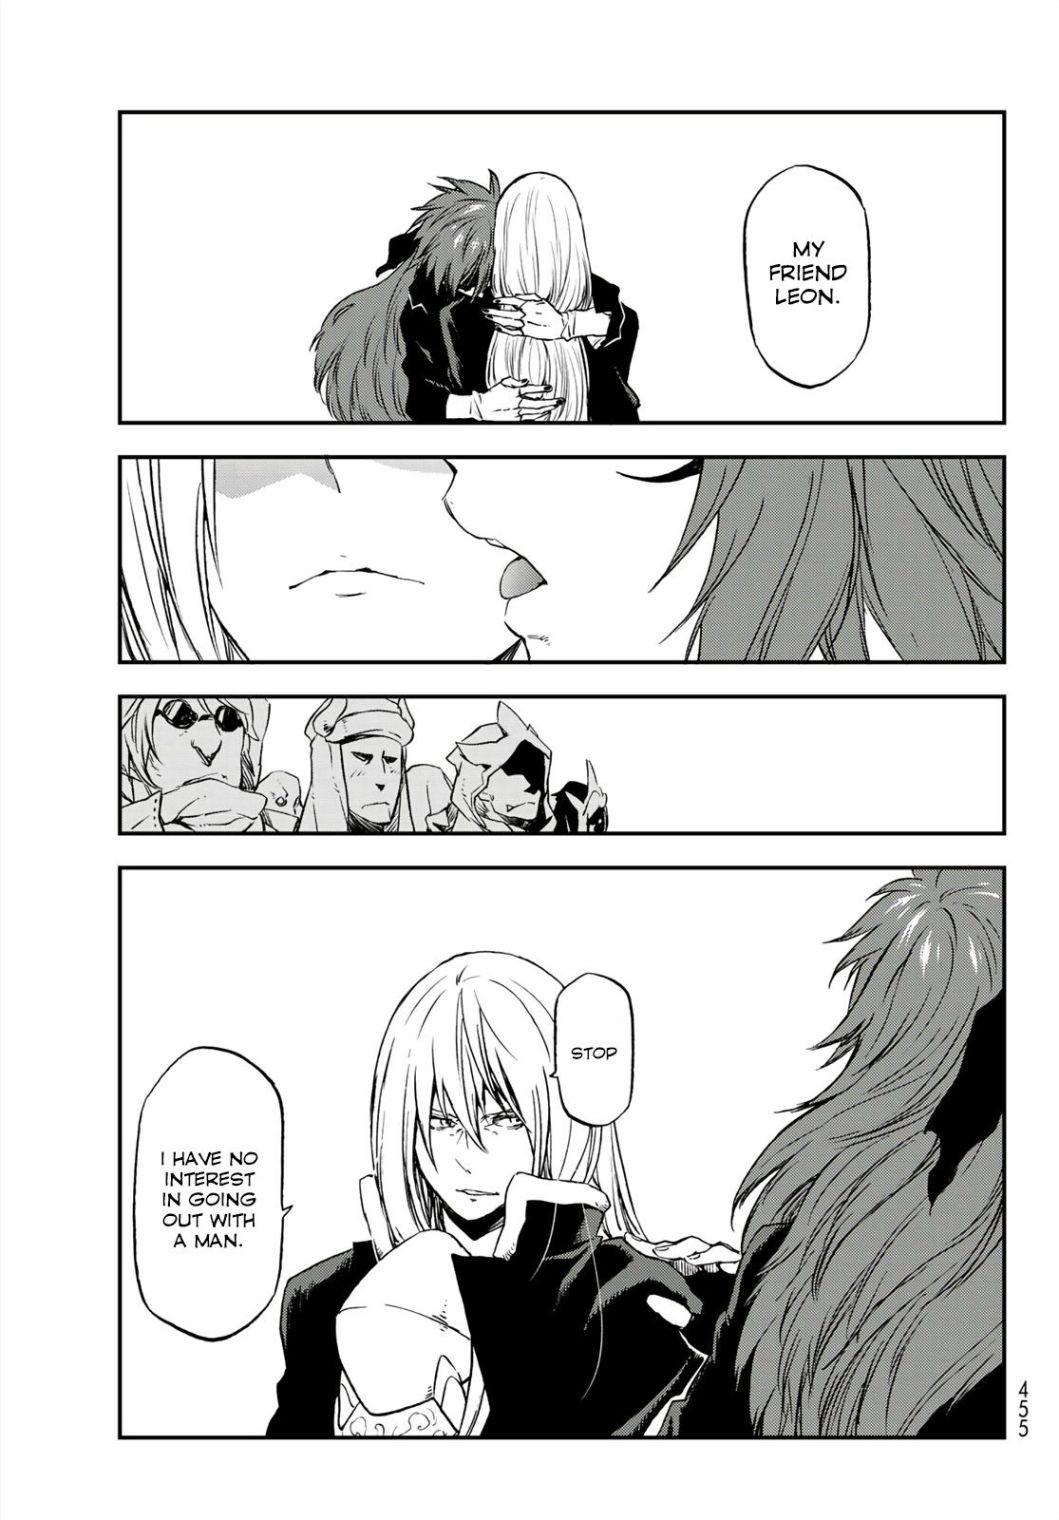 MY
FRIEND
LEON.
STOP
I HAVE NO
INTEREST
IN GOING
OUT WITH
A MAN.
455